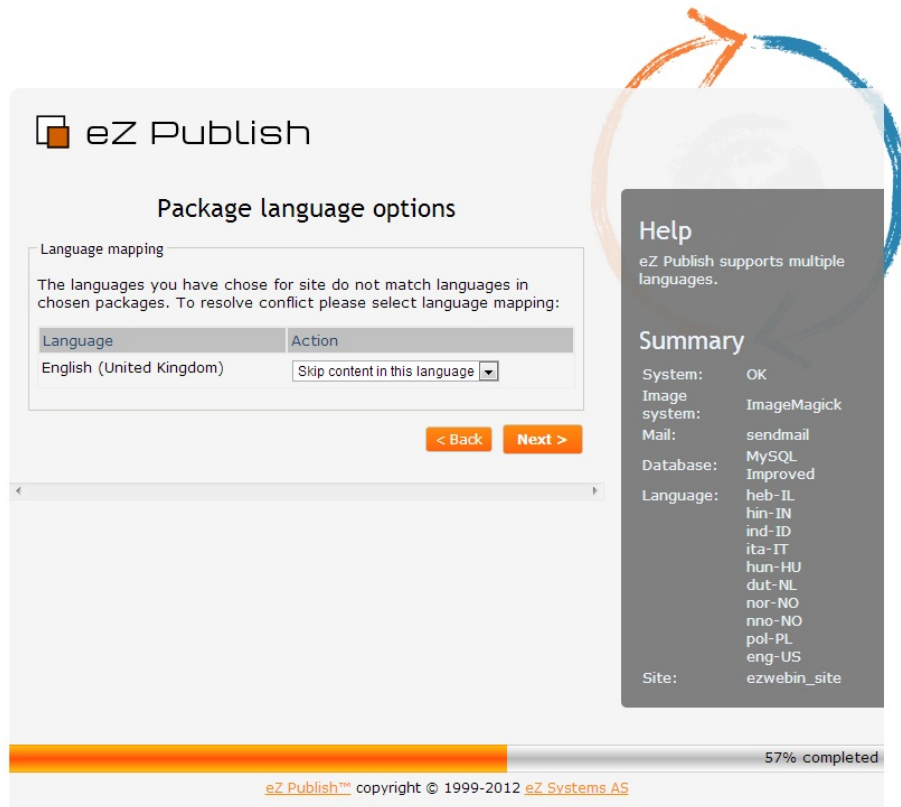 eZ Publish
Package language options
Language mapping
The languages you have chose for site do not match languages in
chosen packages. To resolve conflict please select language mapping:
Language Action
English (United Kingdom) Skip content in this language
< Back Next >
Help
eZ Publish supports multiple
languages.
Summary
System: OK
Image
system: ImageMagick
Mail: sendmail
Database: MySQL
Improved
Language: heb-IL
hin-IN
ind-ID
ita-IT
hun-HU
dut-NL
nor-NO
nno-NO
pol-PL
eng-US
Site: ezwebin_site
57% completed
eZ Publish™ copyright © 1999-2012 eZ Systems AS